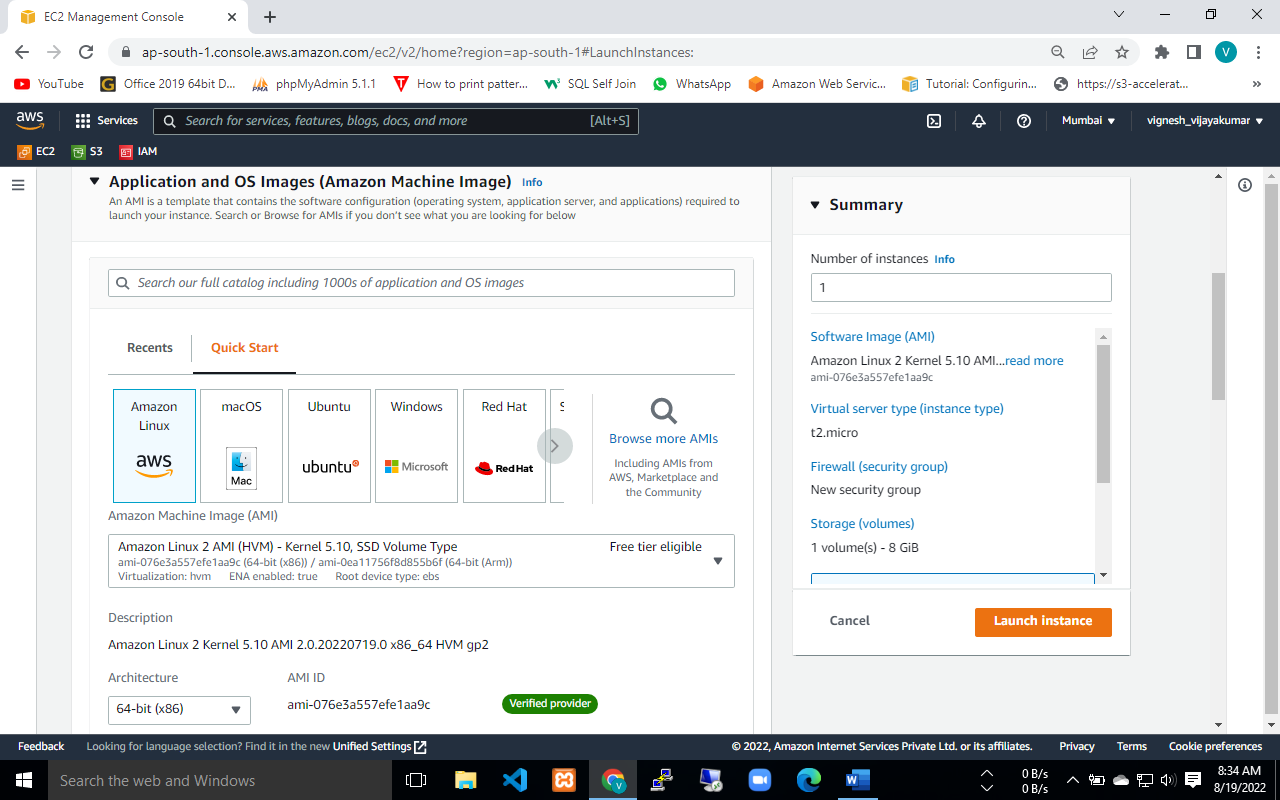 EC2 Management Console
ap-south-1.console.aws.amazon.com/ec2/v2/home?region=ap-south-1#LaunchInstances:
V
YouTube
Office 2019 64bit D...
phpMyAdmin 5.1.1
How to print patter...
SQL Self Join
WhatsApp
Amazon Web Servic...
Tutorial: Configurin...
https://s3-accelerat...
aws
Services
Search for services, features, blogs, docs, and more
[Alt+S]
Mumbai
vignesh_vijayakumar
EC2
S3
IAM
Application and OS Images (Amazon Machine Image) Info
An AMI is a template that contains the software configuration (operating system, application server, and applications) required to
launch your instance. Search or Browse for AMIs if you don't see what you are looking for below
Search our full catalog including 1000s of application and OS images
Recents
Quick Start
Amazon
Linux
aws
macOS
Mac
Ubuntu
ubuntu
Windows
Microsoft
Red Hat
Red Hat
S
Browse more AMIs
Including AMIs from
AWS, Marketplace and
the Community
Amazon Machine Image (AMI)
Amazon Linux 2 AMI (HVM) - Kernel 5.10, SSD Volume Type
Free tier eligible
ami-076e3a557efe1aa9c (64-bit (x86)) / ami-0ea11756f8d855b6f (64-bit (Arm))
Virtualization: hvm ENA enabled: true Root device type: ebs
Description
Amazon Linux 2 Kernel 5.10 AMI 2.0.20220719.0 x86_64 HVM gp2
Architecture
64-bit (x86)
AMI ID
ami-076e3a557efe1aa9c
Verified provider
Summary
Number of instances Info
1
Software Image (AMI)
Amazon Linux 2 Kernel 5.10 AMI...read more
ami-076e3a557efe1aa9c
Virtual server type (instance type)
t2.micro
Firewall (security group)
New security group
Storage (volumes)
1 volume(s) - 8 GiB
Cancel
Launch instance
Feedback
Looking for language selection? Find it in the new Unified Settings
© 2022, Amazon Internet Services Private Ltd. or its affiliates.
Privacy
Terms
Cookie preferences
Search the web and Windows
0 B/s
0 B/s
8:34 AM
8/19/2022